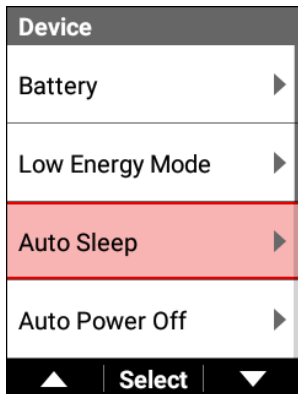 Device
Battery
Low Energy Mode
Auto Sleep
Auto Power Off
Select